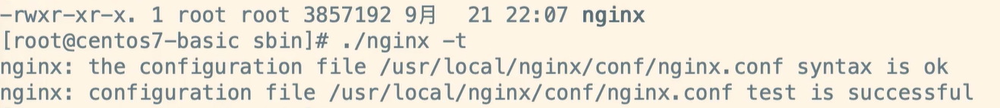 -rwxr-xr-x. 1 root root 3857192 9月  21 22:07 nginx
[root@centos7-basic sbin]# ./nginx -t
nginx: the configuration file /usr/local/nginx/conf/nginx.conf syntax is ok
nginx: configuration file /usr/local/nginx/conf/nginx.conf test is successful